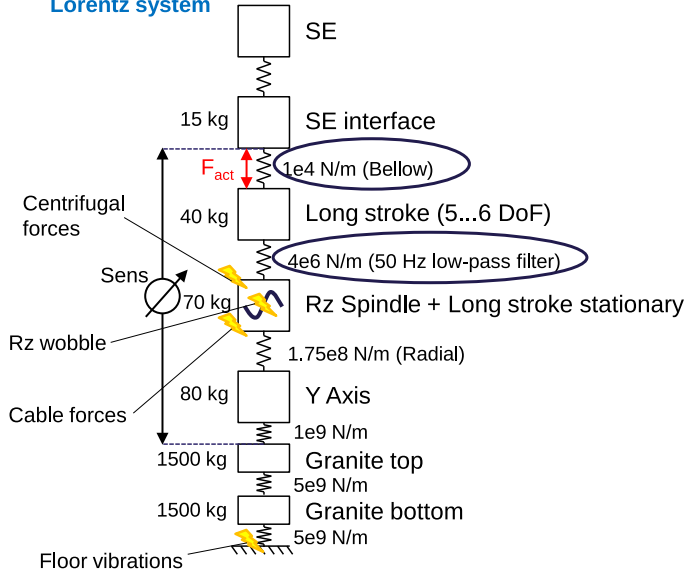 Lorentz system
SE
15 kg
SE interface
F_act
1e4 N/m (Bellow)
Centrifugal
forces
40 kg
Long stroke (5...6 DoF)
Sens
4e6 N/m (50 Hz low-pass filter)
70 kg
Rz Spindle + Long stroke stationary
Rz wobble
1.75e8 N/m (Radial)
80 kg
Y Axis
Cable forces
1e9 N/m
1500 kg
Granite top
5e9 N/m
1500 kg
Granite bottom
5e9 N/m
Floor vibrations